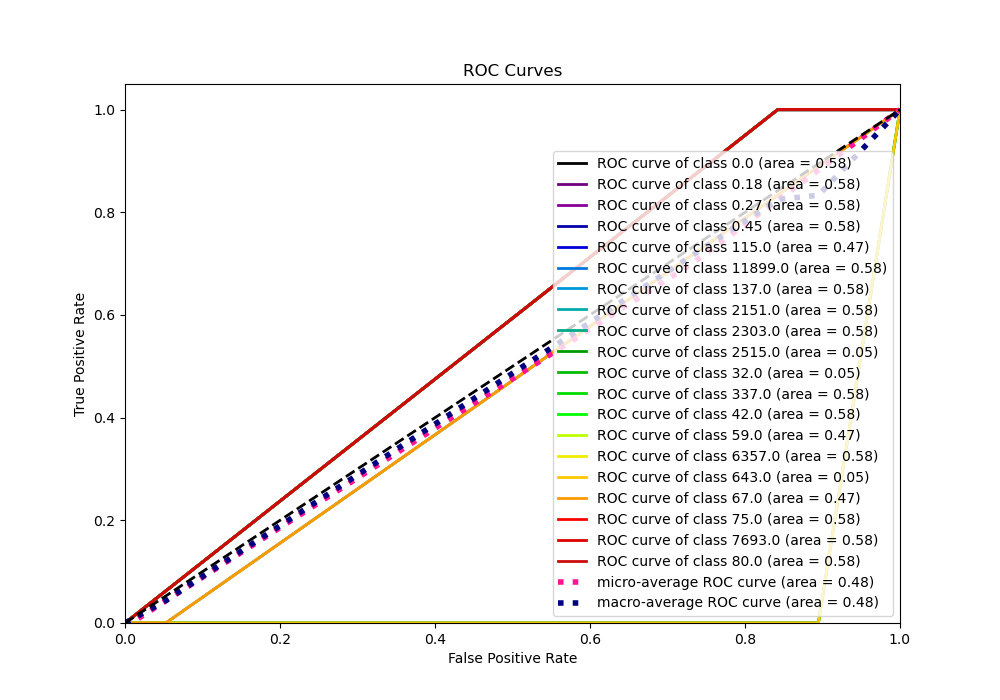 ROC Curves
True Positive Rate
1.0
0.8
0.6
0.4
0.2
0.0
ROC curve of class 0.0 (area = 0.58)
ROC curve of class 0.18 (area = 0.58)
ROC curve of class 0.27 (area = 0.58)
ROC curve of class 0.45 (area = 0.58)
ROC curve of class 115.0 (area = 0.47)
ROC curve of class 11899.0 (area = 0.58)
ROC curve of class 137.0 (area = 0.58)
ROC curve of class 2151.0 (area = 0.58)
ROC curve of class 2303.0 (area = 0.58)
ROC curve of class 2515.0 (area = 0.05)
ROC curve of class 32.0 (area = 0.05)
ROC curve of class 337.0 (area = 0.58)
ROC curve of class 42.0 (area = 0.58)
ROC curve of class 59.0 (area = 0.47)
ROC curve of class 6357.0 (area = 0.58)
ROC curve of class 643.0 (area = 0.05)
ROC curve of class 67.0 (area = 0.47)
ROC curve of class 75.0 (area = 0.58)
ROC curve of class 7693.0 (area = 0.58)
ROC curve of class 80.0 (area = 0.58)
micro-average ROC curve (area = 0.48)
macro-average ROC curve (area = 0.48)
0.0 0.2 0.4 0.6 0.8 1.0
False Positive Rate